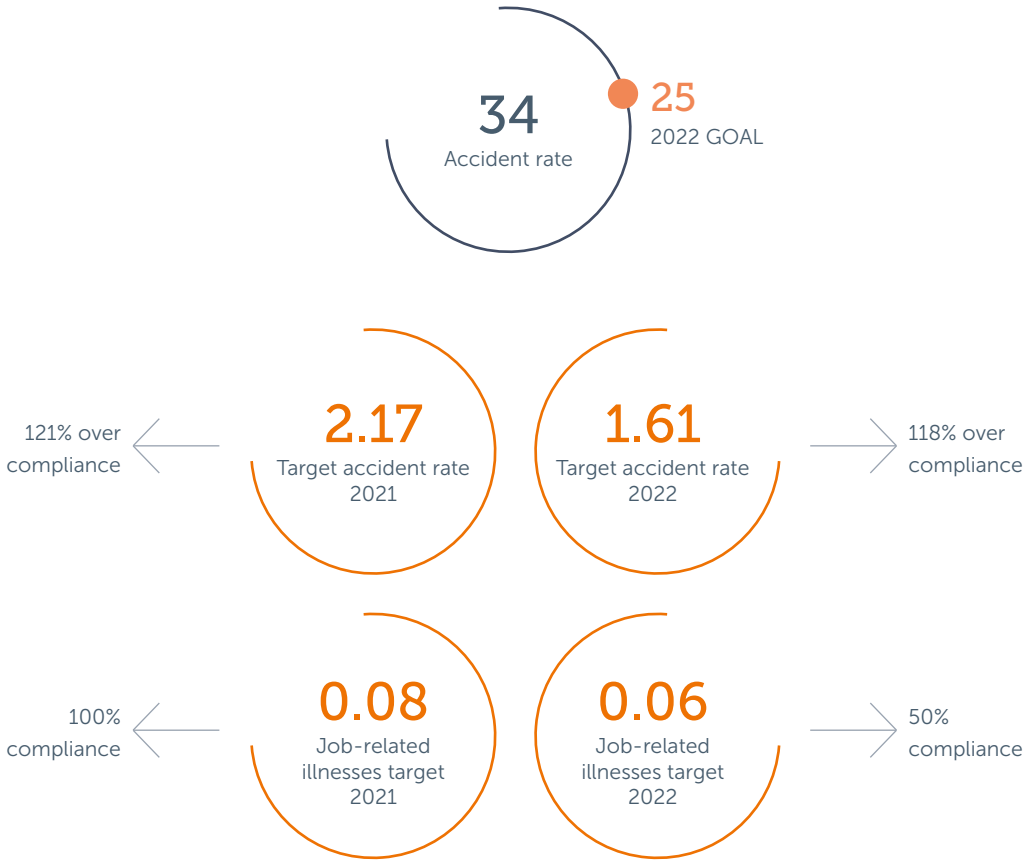 34
Accident rate
25
2022 GOAL
121% over
compliance
2.17
Target accident rate
2021
1.61
Target accident rate
2022
118% over
compliance
100%
compliance
0.08
Job-related
illnesses target
2021
0.06
Job-related
illnesses target
2022
50%
compliance